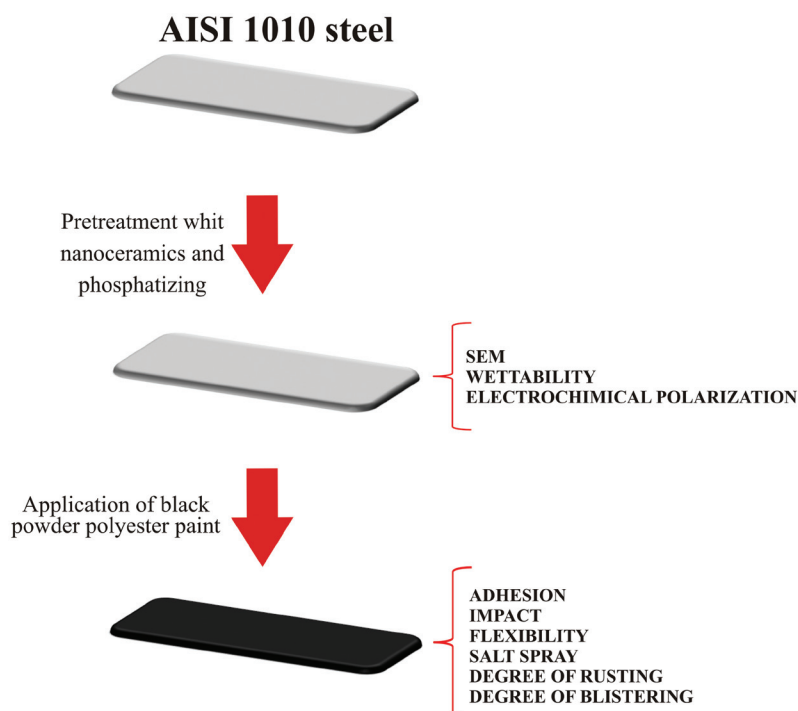 AISI 1010 steel
Pretreatment whit
nanoceramics and
phosphatizing
SEM
WETTABILITY
ELECTROCHIMICAL POLARIZATION
Application of black
powder polyester paint
ADHESION
IMPACT
FLEXIBILITY
SALT SPRAY
DEGREE OF RUSTING
DEGREE OF BLISTERING